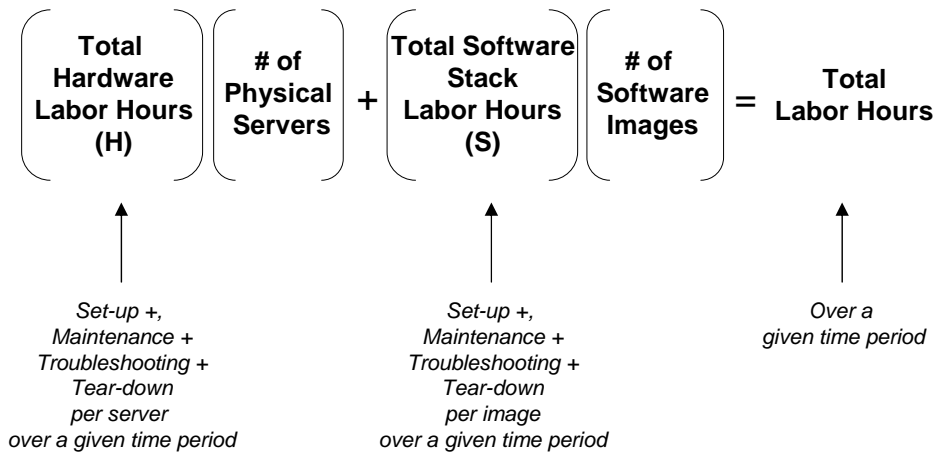 Total
Hardware
Labor Hours
(H)
# of
Physical
Servers
+
Total Software
Stack
Labor Hours
(S)
# of
Software
Images
=
Total
Labor Hours
Set-up +,
Maintenance +
Troubleshooting +
Tear-down
per server
over a given time period
Set-up +,
Maintenance +
Troubleshooting +
Tear-down
per image
over a given time period
Over a
given time period